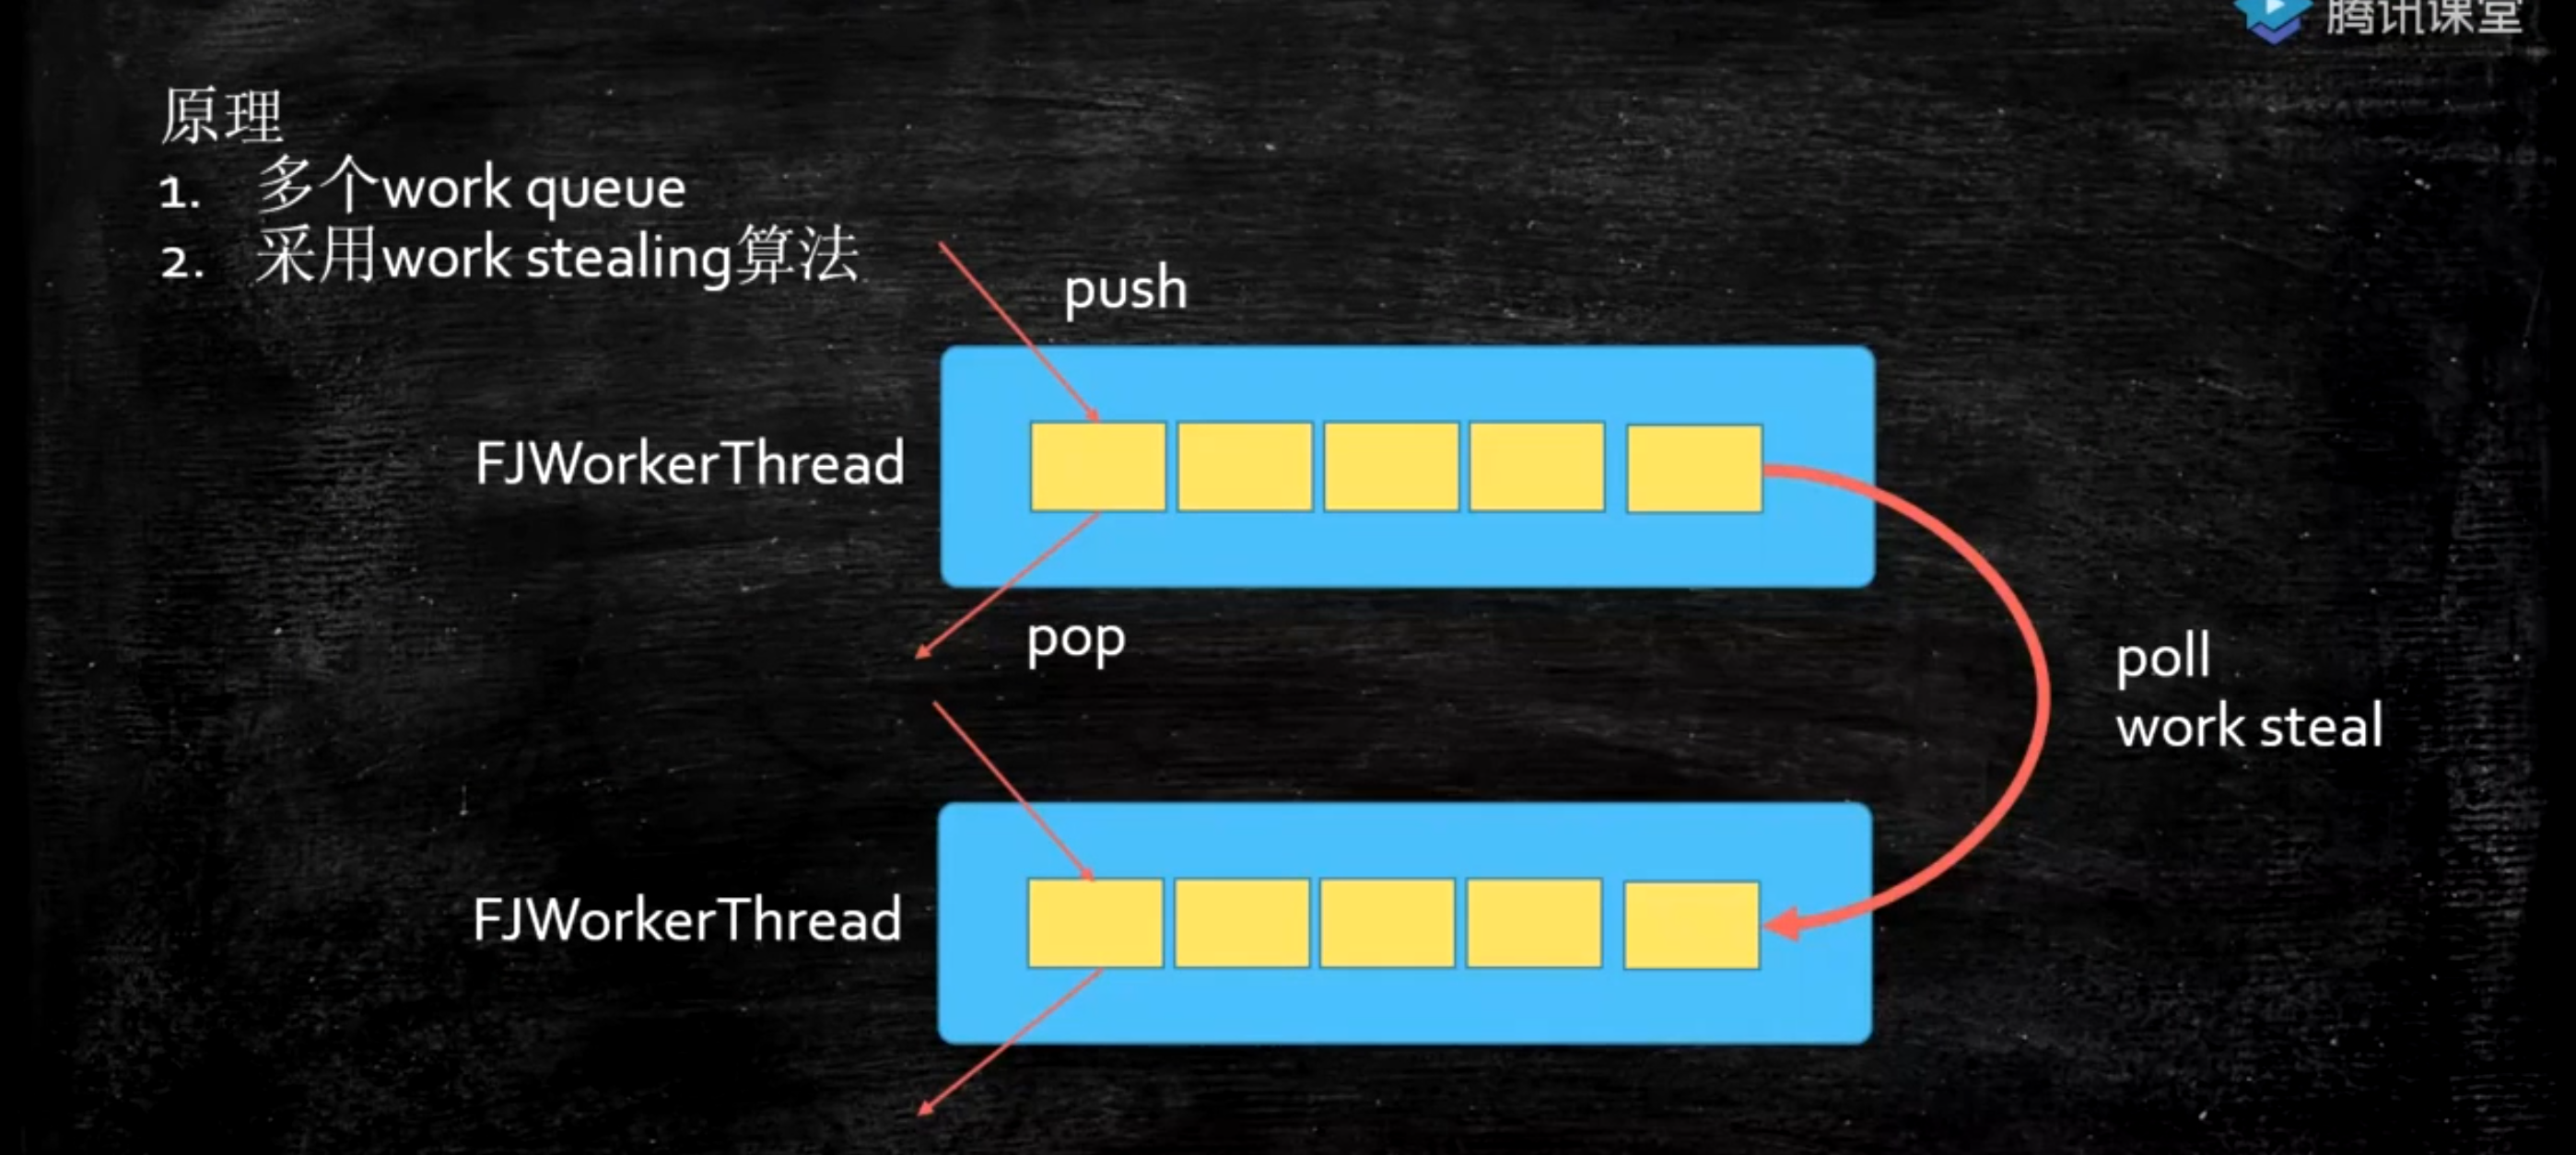 腾讯课堂
原理
1. 多个work queue
2. 采用work stealing算法
push
FJWorkerThread
pop
poll
work steal
FJWorkerThread